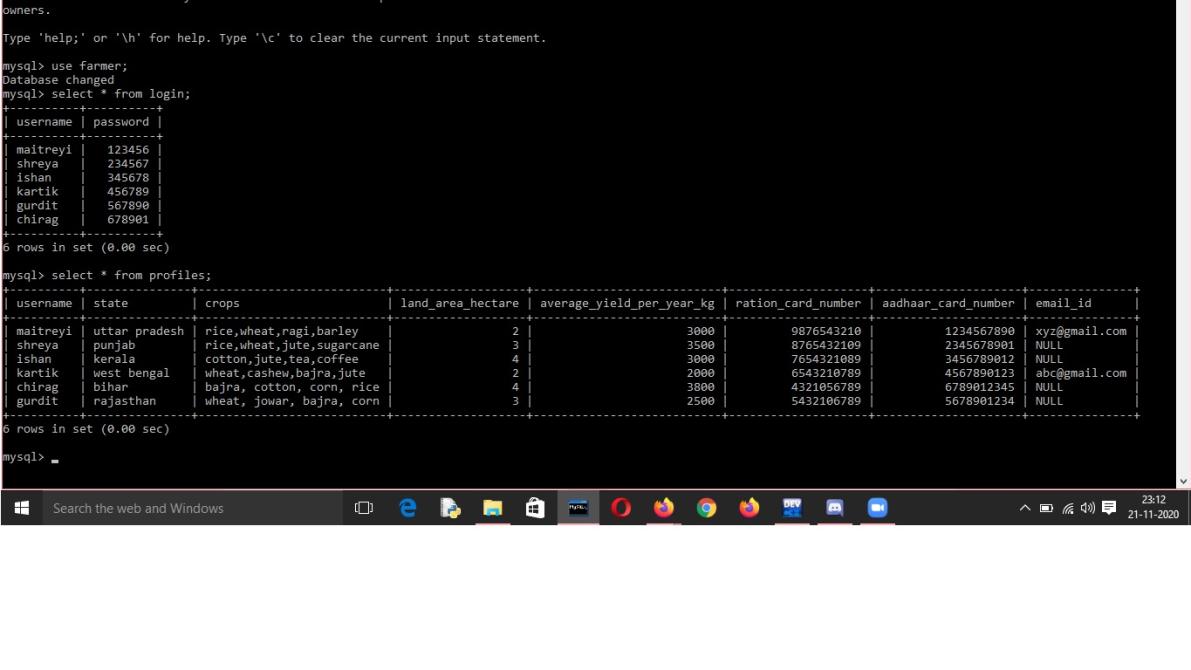 owners.
Type 'help;' or '\h' for help. Type '\c' to clear the current input statement.
mysql> use farmer;
Database changed
mysql> select * from login;
+----------+----------+
| username | password |
+----------+----------+
| maitreyi |   123456 |
| shreya   |   234567 |
| ishan    |   345678 |
| kartik   |   456789 |
| gurdit   |   567890 |
| chirag   |   678901 |
+----------+----------+
6 rows in set (0.00 sec)
mysql> select * from profiles;
+----------+---------------+---------------------------+-------------------+---------------------------+--------------------+---------------------+---------------+
| username | state         | crops                     | land_area_hectare | average_yield_per_year_kg | ration_card_number | aadhaar_card_number | email_id      |
+----------+---------------+---------------------------+-------------------+---------------------------+--------------------+---------------------+---------------+
| maitreyi | uttar pradesh | rice,wheat,ragi,barley    |                 2 |                      3000 |         9876543210 |          1234567890 | xyz@gmail.com |
| shreya   | punjab        | rice,wheat,jute,sugarcane |                 3 |                      3500 |         8765432109 |          2345678901 | NULL          |
| ishan    | kerala        | cotton,jute,tea,coffee    |                 4 |                      3000 |         7654321089 |          3456789012 | NULL          |
| kartik   | west bengal   | wheat,cashew,bajra,jute   |                 2 |                      2000 |         6543210789 |          4567890123 | abc@gmail.com |
| chirag   | bihar         | bajra, cotton, corn, rice |                 4 |                      3800 |         4321056789 |          6789012345 | NULL          |
| gurdit   | rajasthan     | wheat, jowar, bajra, corn |                 3 |                      2500 |         5432106789 |          5678901234 | NULL          |
+----------+---------------+---------------------------+-------------------+---------------------------+--------------------+---------------------+---------------+
6 rows in set (0.00 sec)
mysql> _
Search the web and Windows
MySQL
DEV
23:12
21-11-2020